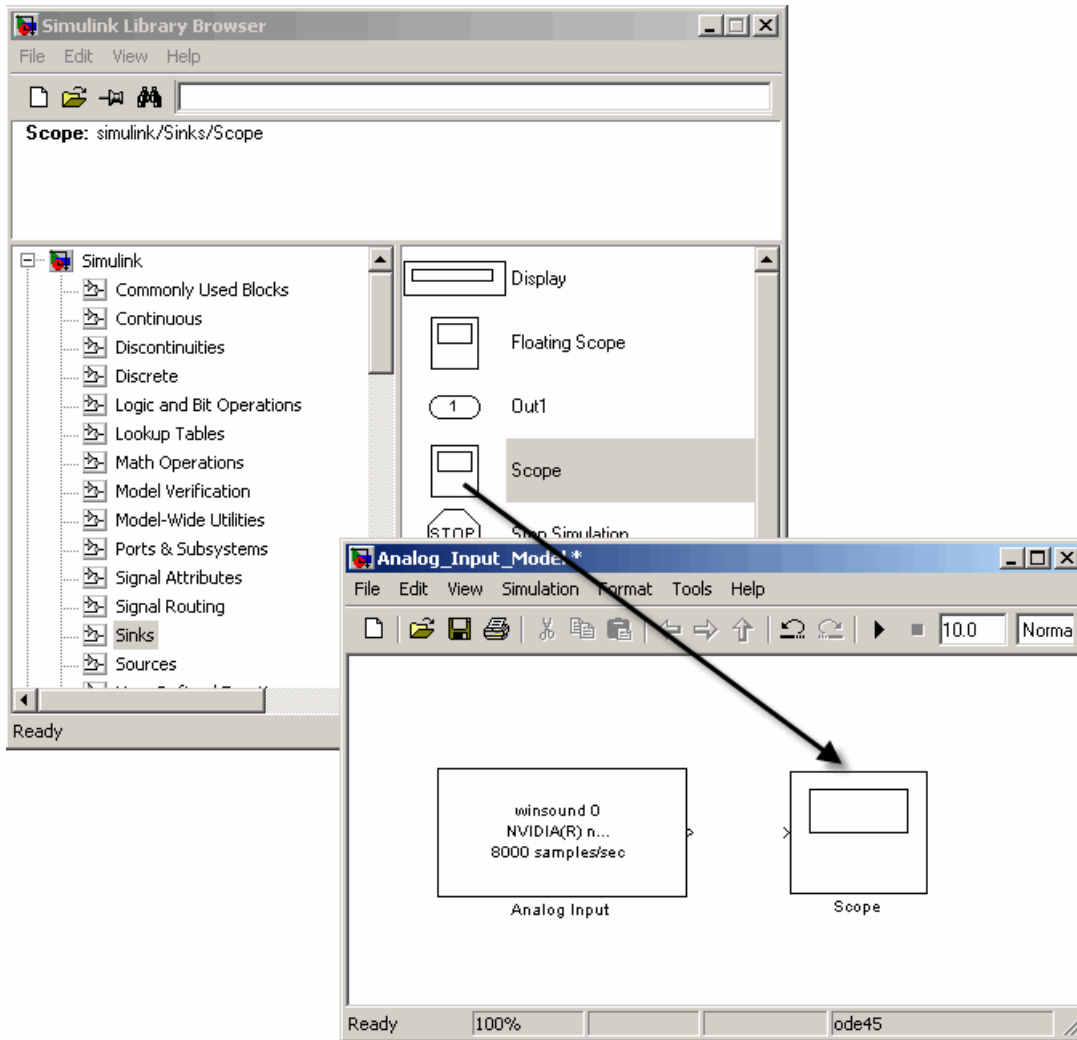 Simulink Library Browser
File Edit View Help
Scope: simulink/Sinks/Scope
Simulink
Commonly Used Blocks
Continuous
Discontinuities
Discrete
Logic and Bit Operations
Lookup Tables
Math Operations
Model Verification
Model-Wide Utilities
Ports & Subsystems
Signal Attributes
Signal Routing
Sinks
Sources
Ready
Display
Floating Scope
1
Out1
Scope
STOP
Stop Simulation
Analog_Input_Model *
File Edit View Simulation Format Tools Help
10.0 Norma
winsound 0
NVIDIA(R) n...
8000 samples/sec
Analog Input
Scope
Ready 100% ode45